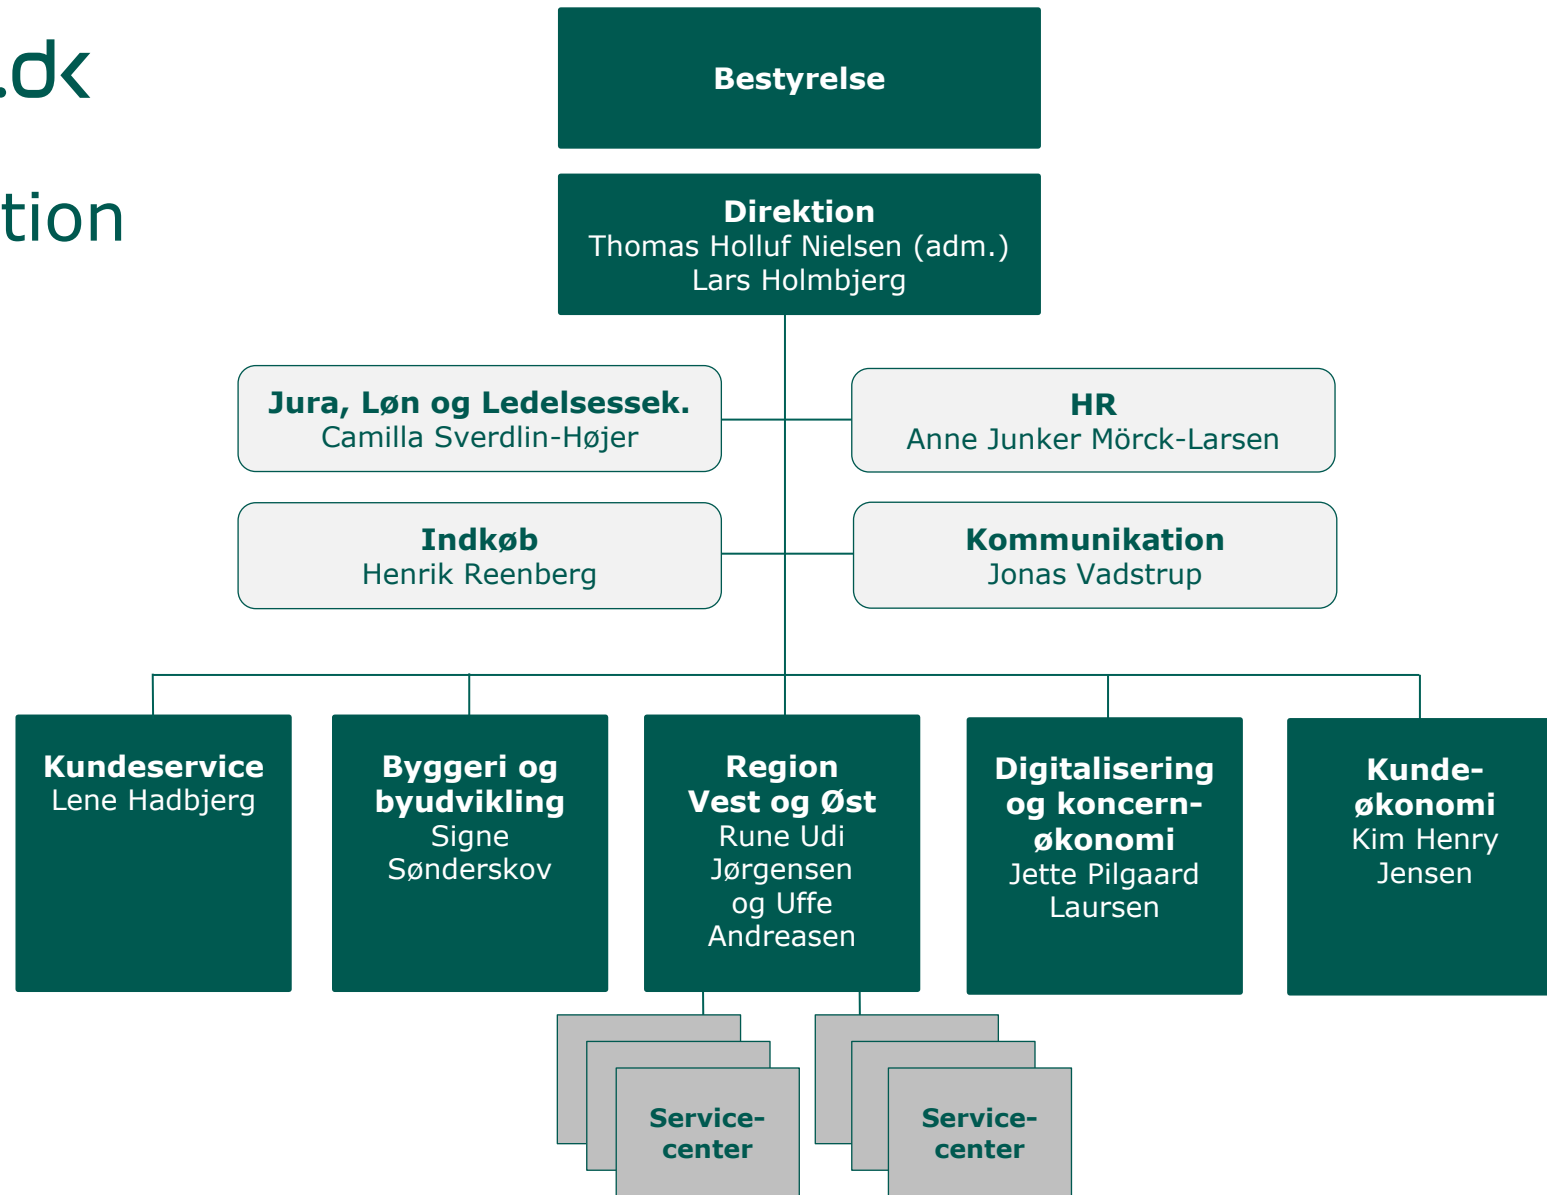 .dk
tion
Bestyrelse
Direktion
Thomas Holluf Nielsen (adm.)
Lars Holmbjerg
Jura, Løn og Ledelsessek.
Camilla Sverdlin-Højer
HR
Anne Junker Mörck-Larsen
Indkøb
Henrik Reenberg
Kommunikation
Jonas Vadstrup
Kundeservice
Lene Hadbjerg
Byggeri og
byudvikling
Signe
Sønderskov
Region
Vest og Øst
Rune Udi
Jørgensen
og Uffe
Andreasen
Digitalisering
og koncern-
økonomi
Jette Pilgaard
Laursen
Kunde-
økonomi
Kim Henry
Jensen
Service-
center
Service-
center